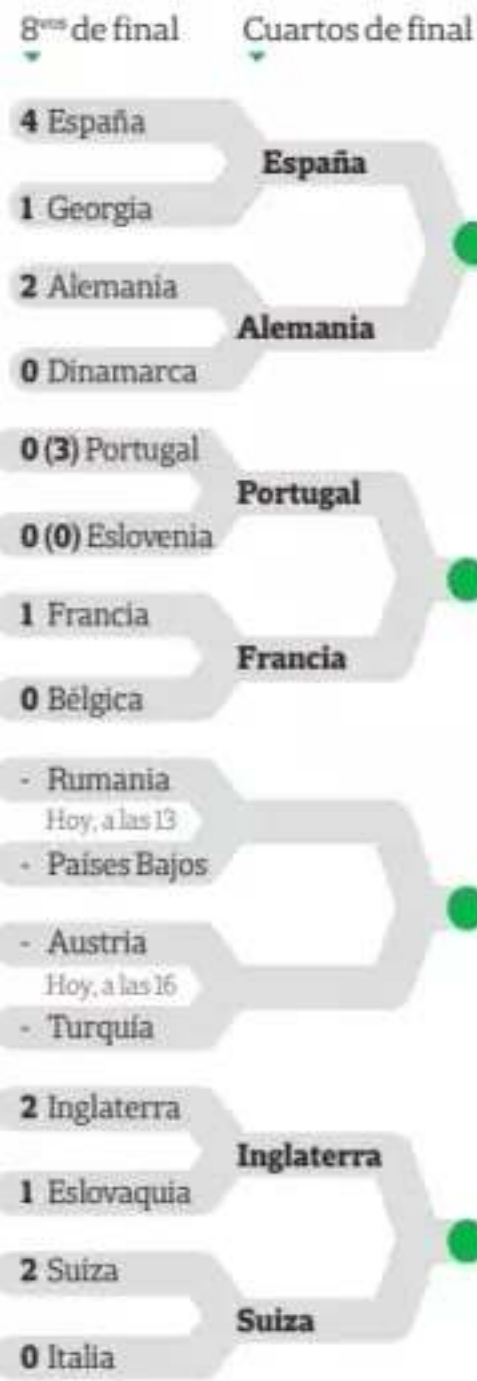 8vos de final Cuartos de final
4 España
España
1 Georgia
2 Alemania
Alemania
0 Dinamarca
0 (3) Portugal
Portugal
0 (0) Eslovenia
1 Francia
Francia
0 Bélgica
- Rumania
Hoy, a las 13
- Países Bajos
- Austria
Hoy, a las 16
- Turquía
2 Inglaterra
Inglaterra
1 Eslovaquia
2 Suiza
Suiza
0 Italia